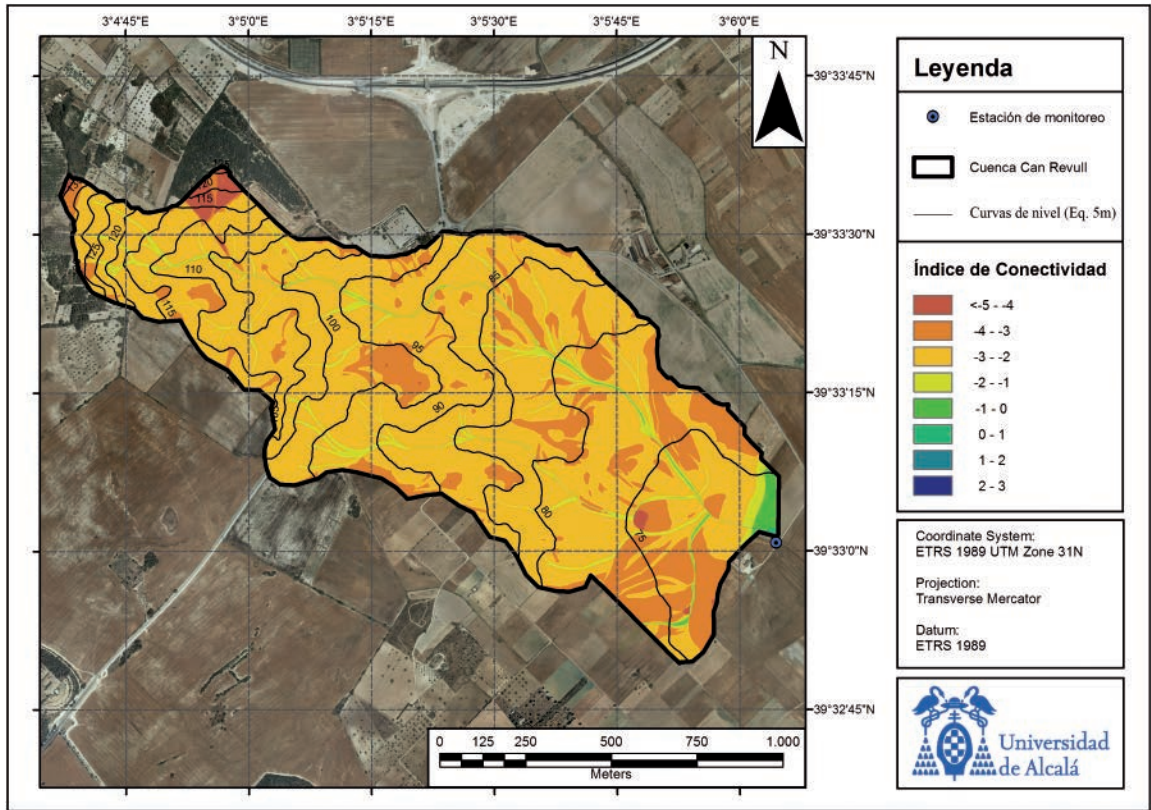 3°4'45"E
3°5'0"E
3°5'15"E
3°5'30"E
3°5'45"E
3°6'0"E
N
39°33'45"N
39°33'30"N
39°33'15"N
39°33'0"N
39°32'45"N
120
115
125
120
110
115
100
95
90
85
80
75
0 125 250 500 750 1.000
Meters
Leyenda
Estación de monitoreo
Cuenca Can Revull
Curvas de nivel (Eq. 5m)
Índice de Conectividad
<-5 - -4
-4 - -3
-3 - -2
-2 - -1
-1 - 0
0 - 1
1 - 2
2 - 3
Coordinate System:
ETRS 1989 UTM Zone 31N
Projection:
Transverse Mercator
Datum:
ETRS 1989
Universidad
de Alcalá